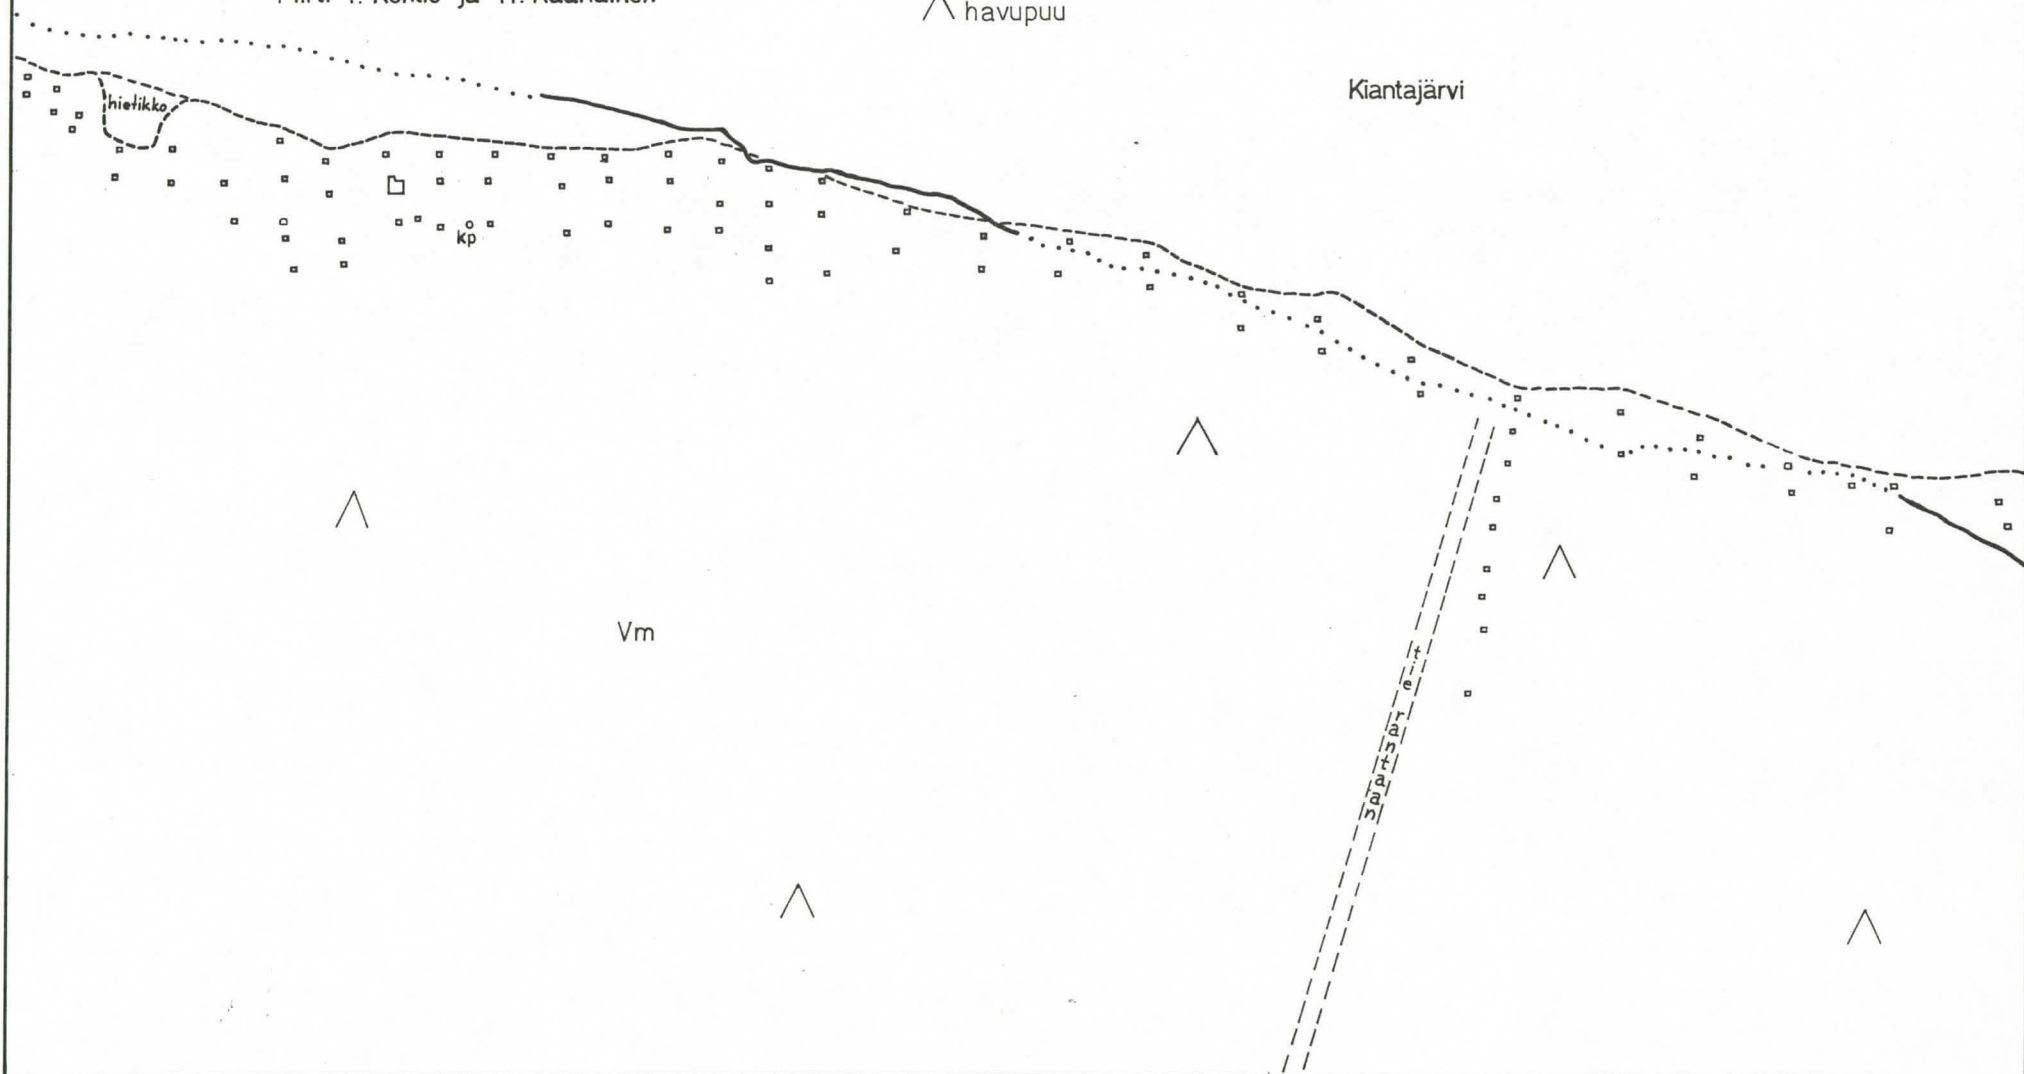 havupuu
Kiantajärvi
hietikko
Kp
Vm
tie rantaan